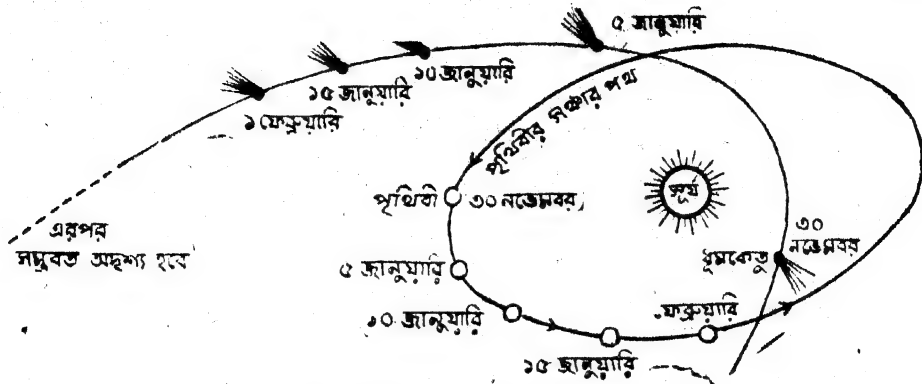 ৫ জানুয়ারি
১০ জানুয়ারি
১৫ জানুয়ারি
১ ফেব্রুয়ারি
পৃথিবীর সঞ্চার পথ
পৃথিবী
৩০ নভেম্বর
সূর্য
৩০
নভেম্বর
ধূমকেতু
এরপর
সম্ভবত অদৃশ্য হবে
৫ জানুয়ারি
১০ জানুয়ারি
১৫ জানুয়ারি
ফেব্রুয়ারি